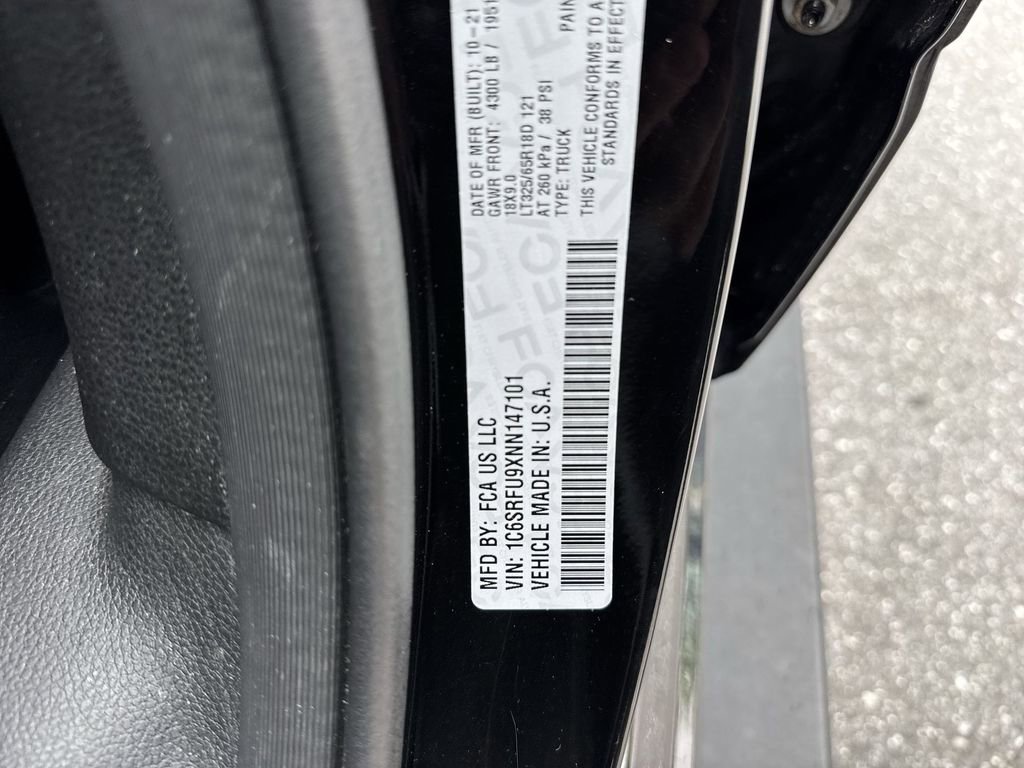 MFD BY: FCA US LLC
VIN: 1C6SRFU9XNN147101
VEHICLE MADE IN: U.S.A.
DATE OF MFR (BUILT): 10-21
GAWR FRONT: 4300 LB / 1951
18X9.0
LT325/65R18D 121
AT 260 kPa / 38 PSI
TYPE: TRUCK
PAIN
THIS VEHICLE CONFORMS TO A
STANDARDS IN EFFECT